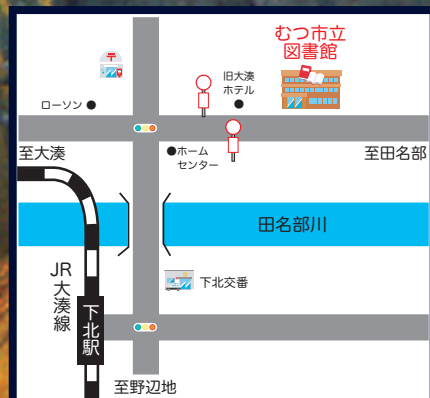 むつ市立
図書館
〒
旧大湊
ホテル
ローソン
至大湊
ホーム
センター
至田名部
田名部川
JR大湊線
下北交番
下北駅
至野辺地